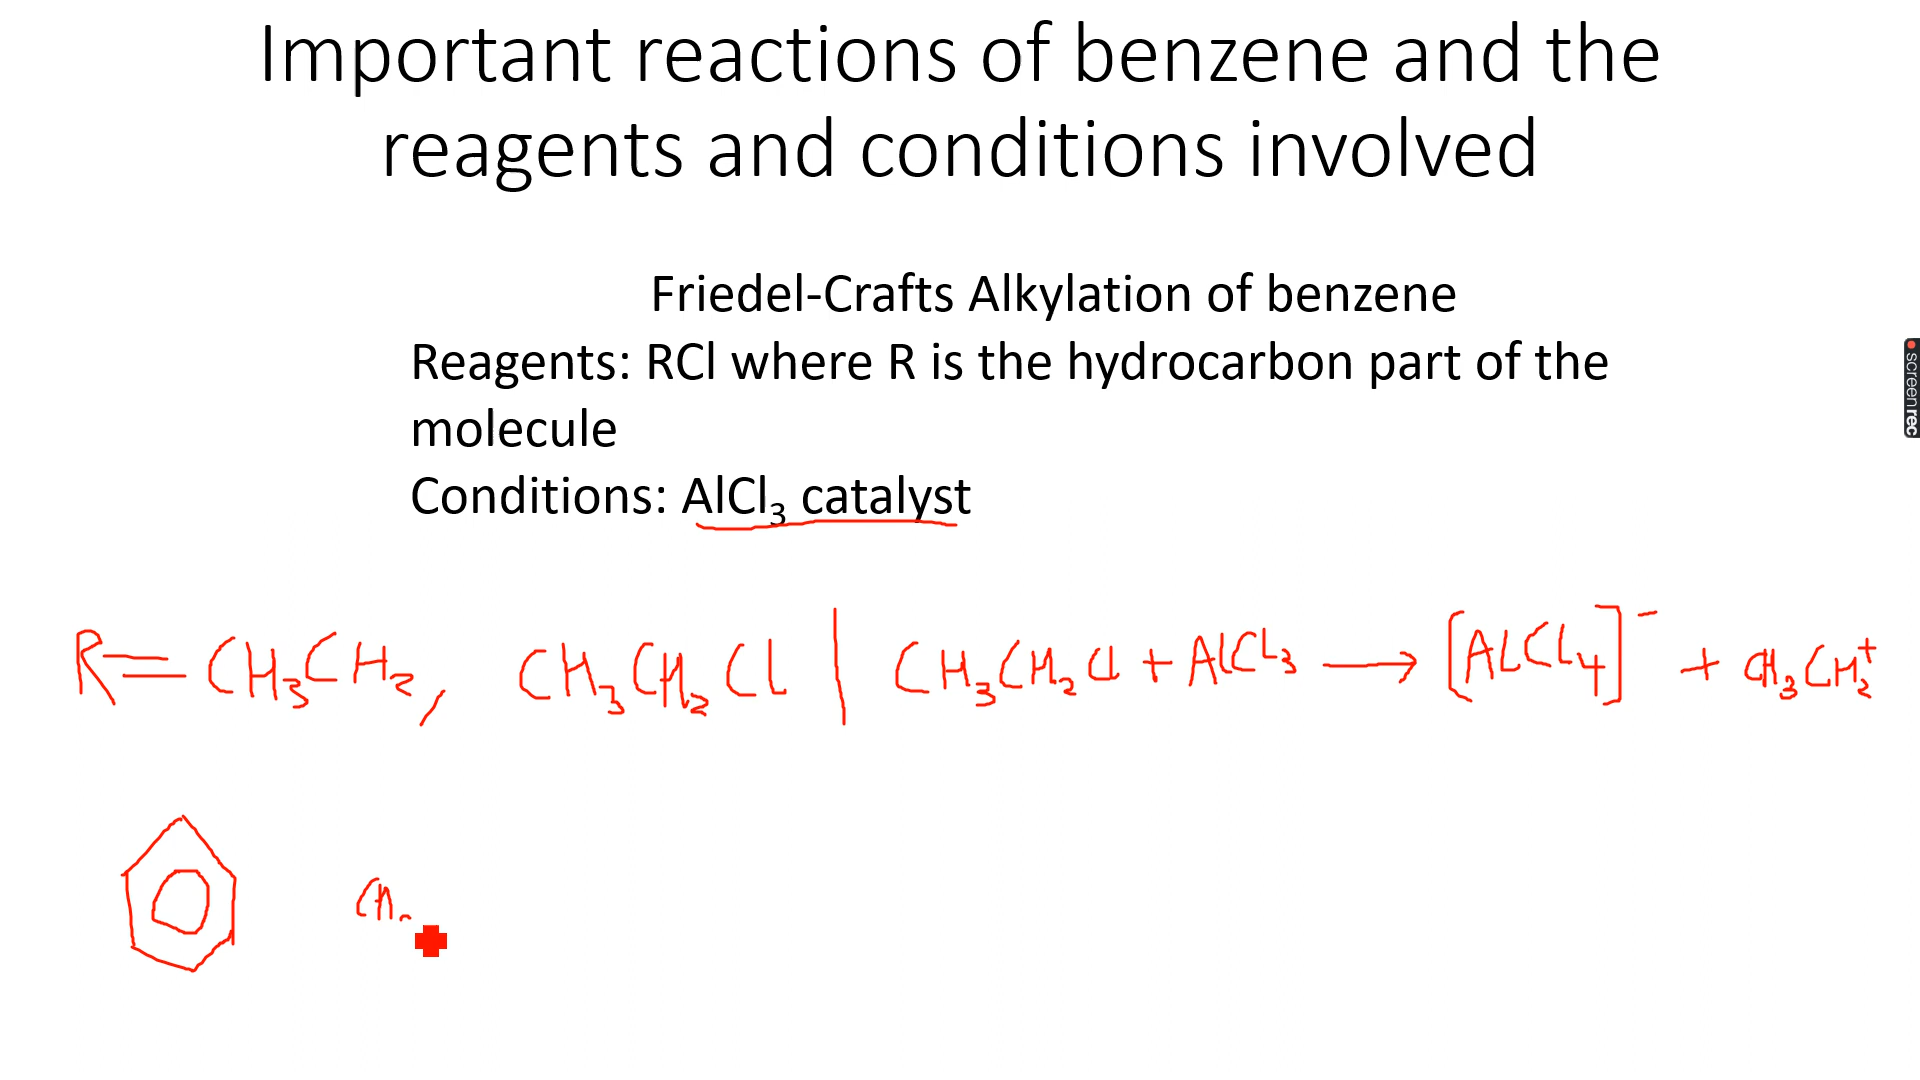 Important reactions of benzene and the
reagents and conditions involved
Friedel-Crafts Alkylation of benzene
Reagents: RCl where R is the hydrocarbon part of the
molecule
Conditions: AlCl₃ catalyst
R = CH₃CH₂, CH₃CH₂Cl | CH₃CH₂Cl + AlCl₃ → [AlCl₄]⁻ + CH₃CH₂⁺
screenrec